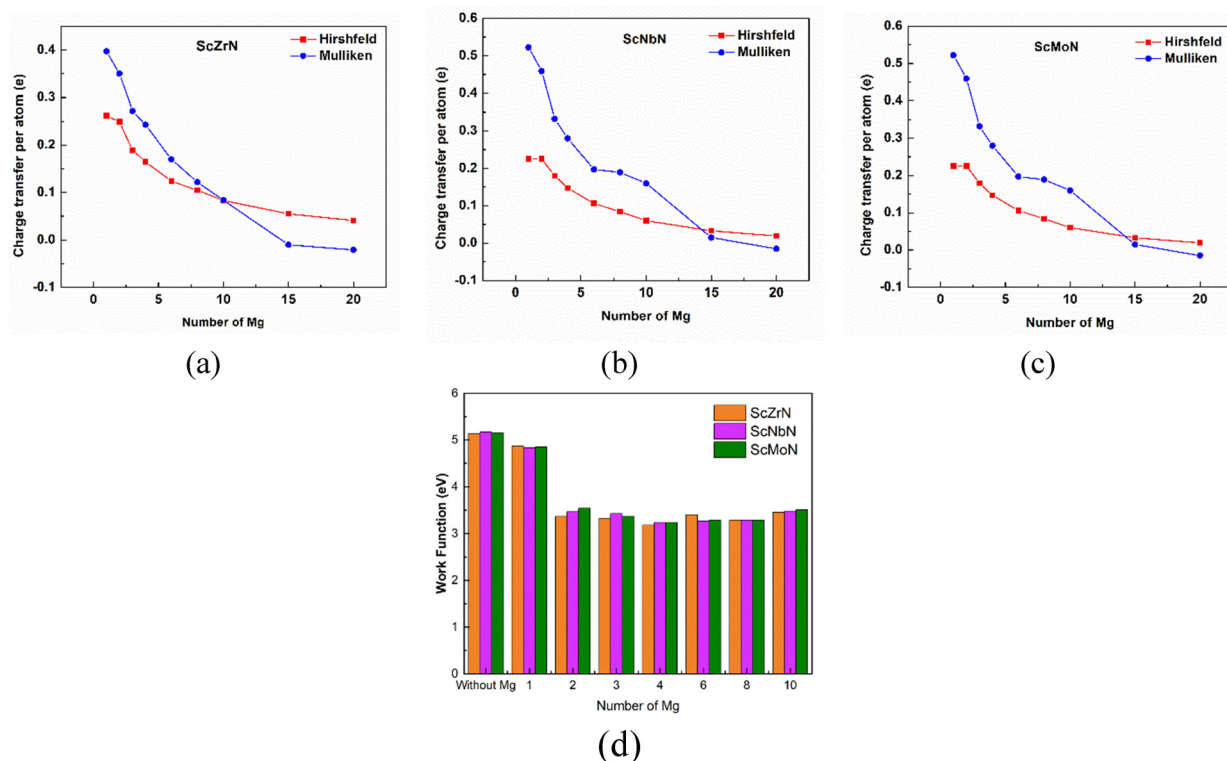 ScZrN
Hirshfeld
Mulliken
Charge transfer per atom (e)
0.4
0.3
0.2
0.1
0.0
-0.1
0 5 10 15 20
Number of Mg
(a)
ScNbN
Hirshfeld
Mulliken
Charge transfer per atom (e)
0.6
0.5
0.4
0.3
0.2
0.1
0.0
-0.1
0 5 10 15 20
Number of Mg
(b)
ScMoN
Hirshfeld
Mulliken
Charge transfer per atom (e)
0.6
0.5
0.4
0.3
0.2
0.1
0.0
-0.1
0 5 10 15 20
Number of Mg
(c)
ScZrN
ScNbN
ScMoN
Work Function (eV)
6
5
4
3
2
1
0
Without Mg 1 2 3 4 6 8 10
Number of Mg
(d)